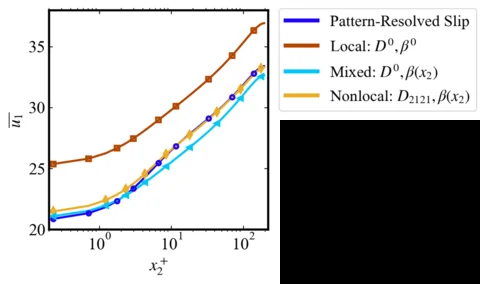 35
30
25
20
u̅₁
10⁰
10¹
10²
x₂⁺
Pattern-Resolved Slip
Local: D⁰, β⁰
Mixed: D⁰, β(x₂)
Nonlocal: D₂₁₂₁, β(x₂)